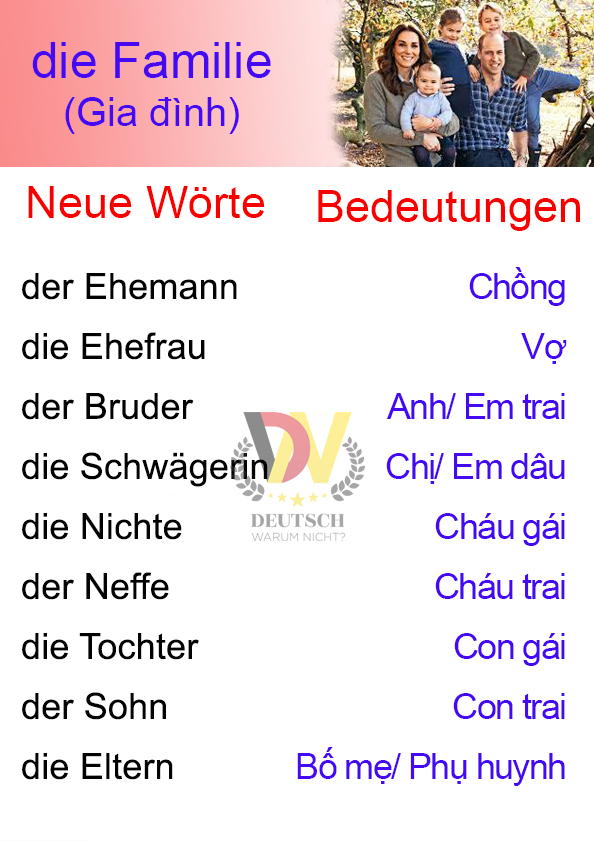 die Familie
(Gia đình)
Neue Wörte Bedeutungen
der Ehemann Chồng
die Ehefrau Vợ
der Bruder Anh/ Em trai
die Schwägerin Chị/ Em dâu
DEUTSCH
WARUM NICHT?
die Nichte Cháu gái
der Neffe Cháu trai
die Tochter Con gái
der Sohn Con trai
die Eltern Bố mẹ/ Phụ huynh